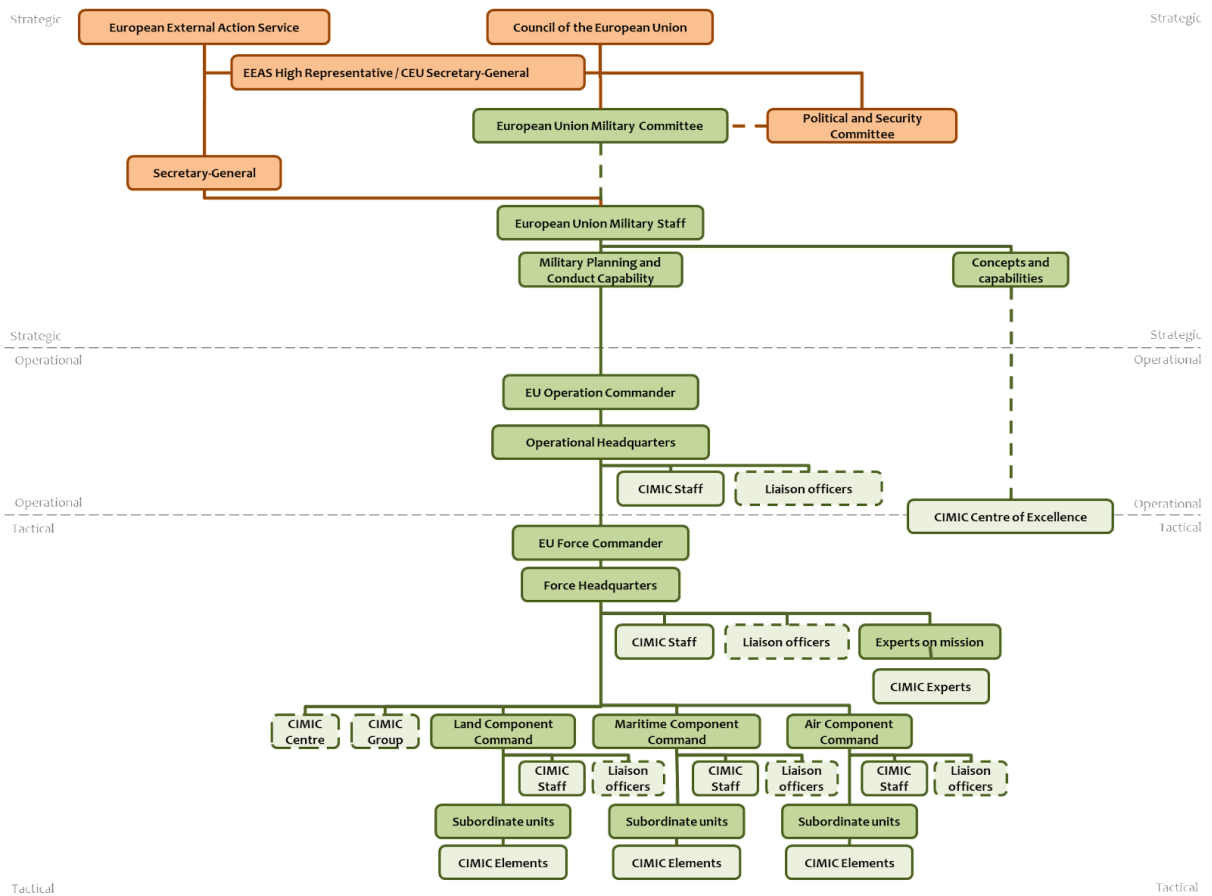 Strategic
European External Action Service
Council of the European Union
Strategic
EEAS High Representative / CEU Secretary-General
European Union Military Committee
Political and Security
Committee
Secretary-General
European Union Military Staff
Military Planning and
Conduct Capability
Concepts and
capabilities
Strategic
Strategic
Operational
Operational
EU Operation Commander
Operational Headquarters
CIMIC Staff
Liaison officers
Operational
Operational
CIMIC Centre of Excellence
Tactical
Tactical
EU Force Commander
Force Headquarters
CIMIC Staff
Liaison officers
Experts on mission
CIMIC Experts
CIMIC
Centre
CIMIC
Group
Land Component
Command
Maritime Component
Command
Air Component
Command
CIMIC
Staff
Liaison
officers
CIMIC
Staff
Liaison
officers
CIMIC
Staff
Liaison
officers
Subordinate units
Subordinate units
Subordinate units
CIMIC Elements
CIMIC Elements
CIMIC Elements
Tactical
Tactical